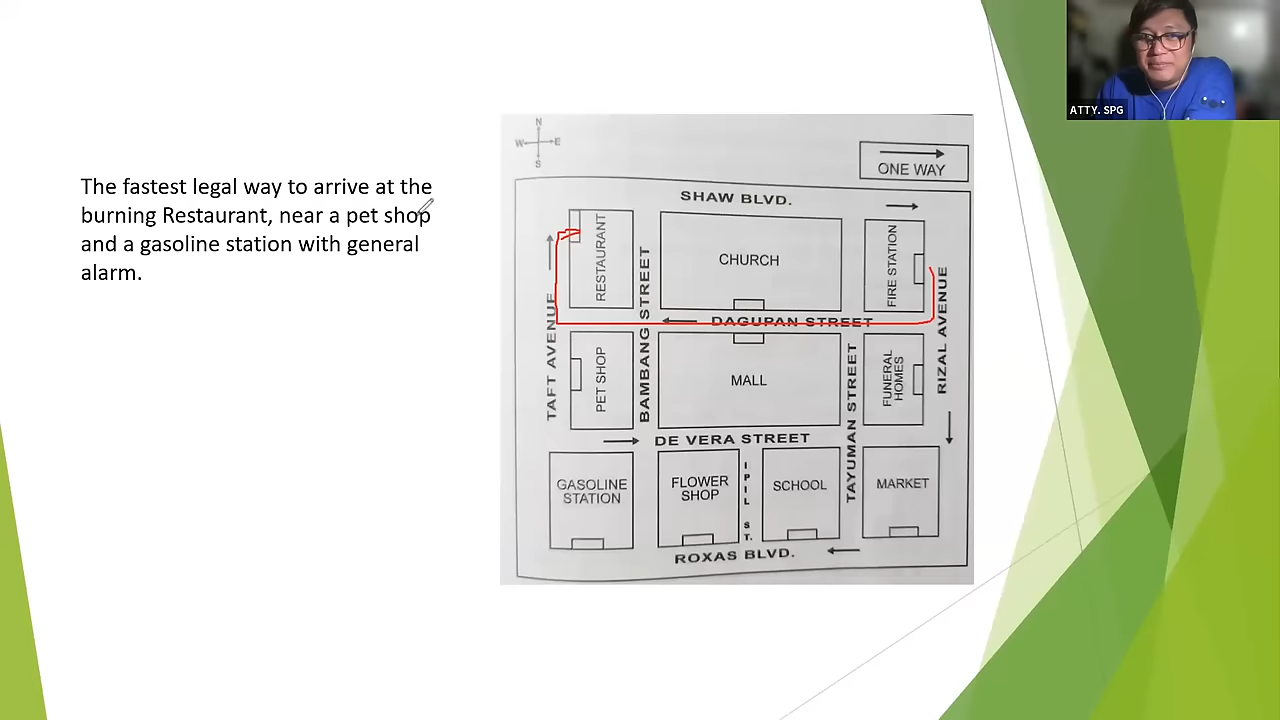 The fastest legal way to arrive at the
burning Restaurant, near a pet shop
and a gasoline station with general
alarm.
ATTY. SPG
N
W E
S
ONE WAY
SHAW BLVD.
RESTAURANT
CHURCH
FIRE STATION
TAFT AVENUE
BAMBANG STREET
DAGUPAN STREET
RIZAL AVENUE
PET SHOP
MALL
TAYUMAN STREET
FUNERAL
HOMES
DE VERA STREET
GASOLINE
STATION
FLOWER
SHOP
IPIL ST.
SCHOOL
MARKET
ROXAS BLVD.